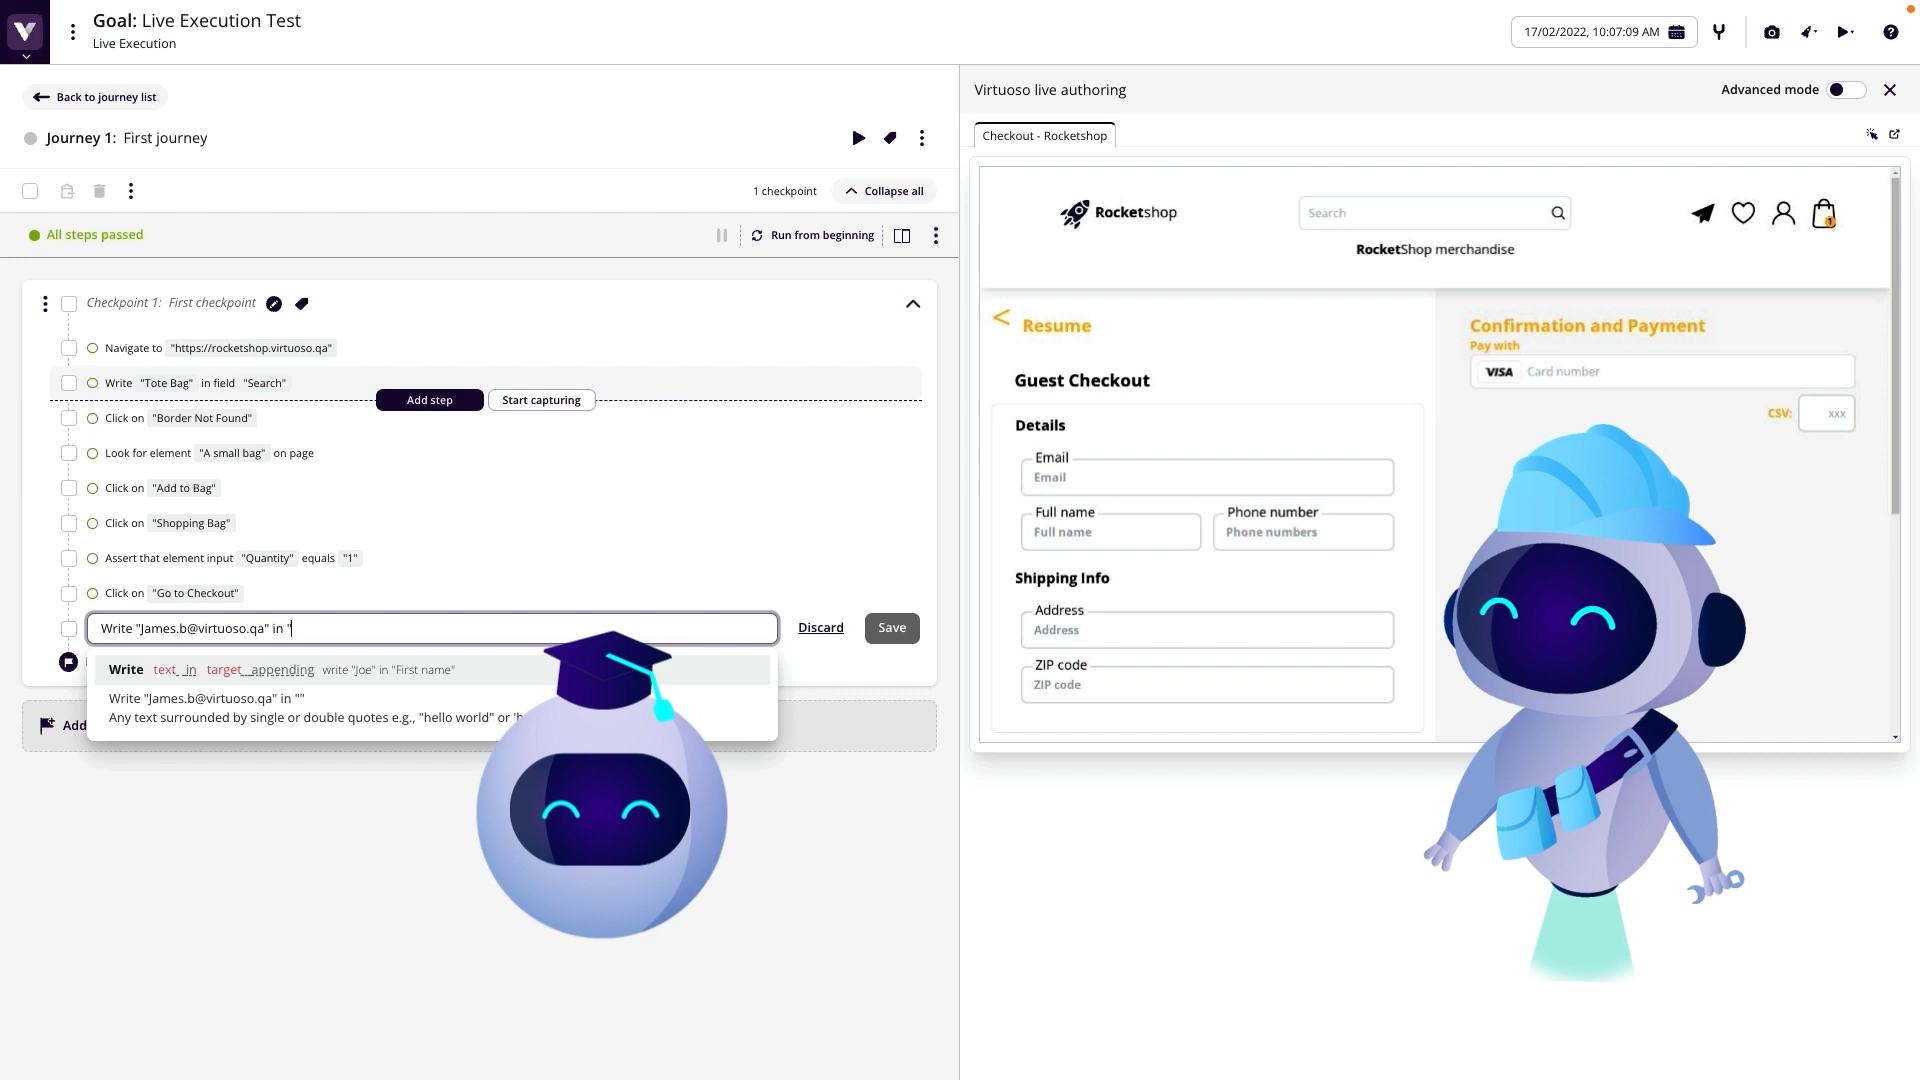 Goal: Live Execution Test
Live Execution
17/02/2022, 10:07:09 AM
Back to journey list
Journey 1: First journey
1 checkpoint
Collapse all
All steps passed
Run from beginning
Checkpoint 1: First checkpoint
Navigate to "https://rocketshop.virtuoso.qa"
Write "Tote Bag" in field "Search"
Add step
Start capturing
Click on "Border Not Found"
Look for element "A small bag" on page
Click on "Add to Bag"
Click on "Shopping Bag"
Assert that element input "Quantity" equals "1"
Click on "Go to Checkout"
Write "James.b@virtuoso.qa" in "
Discard
Save
Write text in target appending write "Joe" in "First name"
Write "James.b@virtuoso.qa" in ""
Any text surrounded by single or double quotes e.g., "hello world" or
Add
Virtuoso live authoring
Advanced mode
Checkout - Rocketshop
Rocketshop
Search
1
RocketShop merchandise
< Resume
Guest Checkout
Details
Email
Email
Full name
Full name
Phone number
Phone numbers
Shipping Info
Address
Address
ZIP code
ZIP code
Confirmation and Payment
Pay with
VISA Card number
CSV: xxx